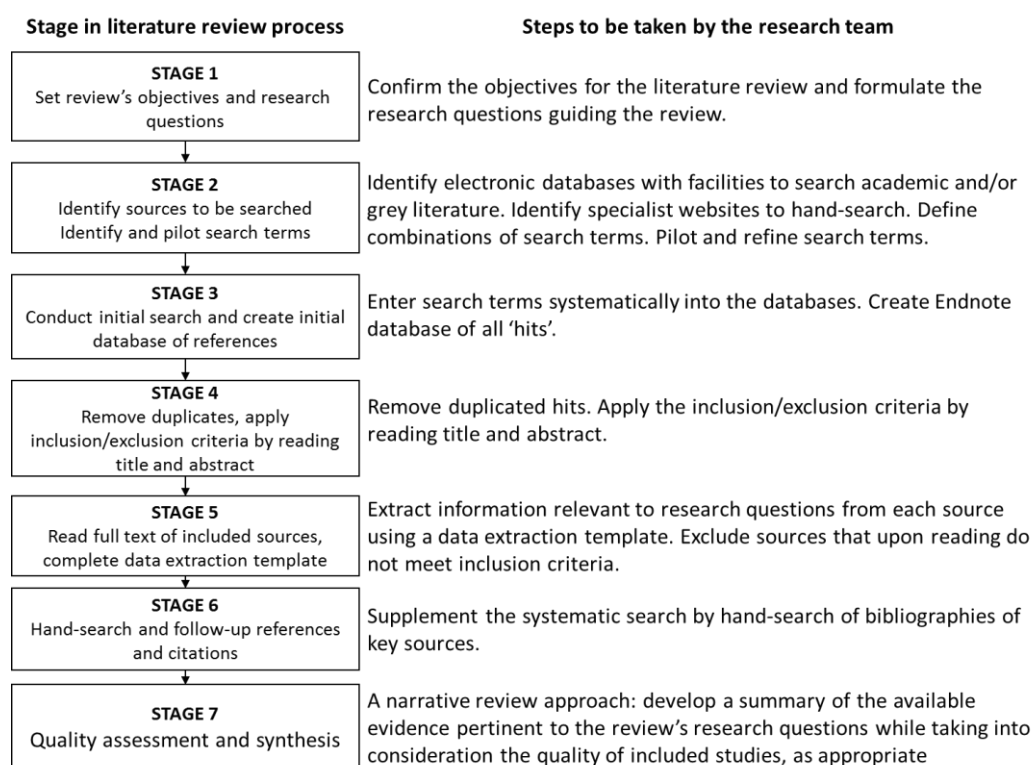 Stage in literature review process
Steps to be taken by the research team
STAGE 1
Set review's objectives and research
questions
Confirm the objectives for the literature review and formulate the
research questions guiding the review.
STAGE 2
Identify sources to be searched
Identify and pilot search terms
Identify electronic databases with facilities to search academic and/or
grey literature. Identify specialist websites to hand-search. Define
combinations of search terms. Pilot and refine search terms.
STAGE 3
Conduct initial search and create initial
database of references
Enter search terms systematically into the databases. Create Endnote
database of all ‘hits’.
STAGE 4
Remove duplicates, apply
inclusion/exclusion criteria by reading
title and abstract
Remove duplicated hits. Apply the inclusion/exclusion criteria by
reading title and abstract.
STAGE 5
Read full text of included sources,
complete data extraction template
Extract information relevant to research questions from each source
using a data extraction template. Exclude sources that upon reading do
not meet inclusion criteria.
STAGE 6
Hand-search and follow-up references
and citations
Supplement the systematic search by hand-search of bibliographies of
key sources.
STAGE 7
Quality assessment and synthesis
A narrative review approach: develop a summary of the available
evidence pertinent to the review's research questions while taking into
consideration the quality of included studies, as appropriate